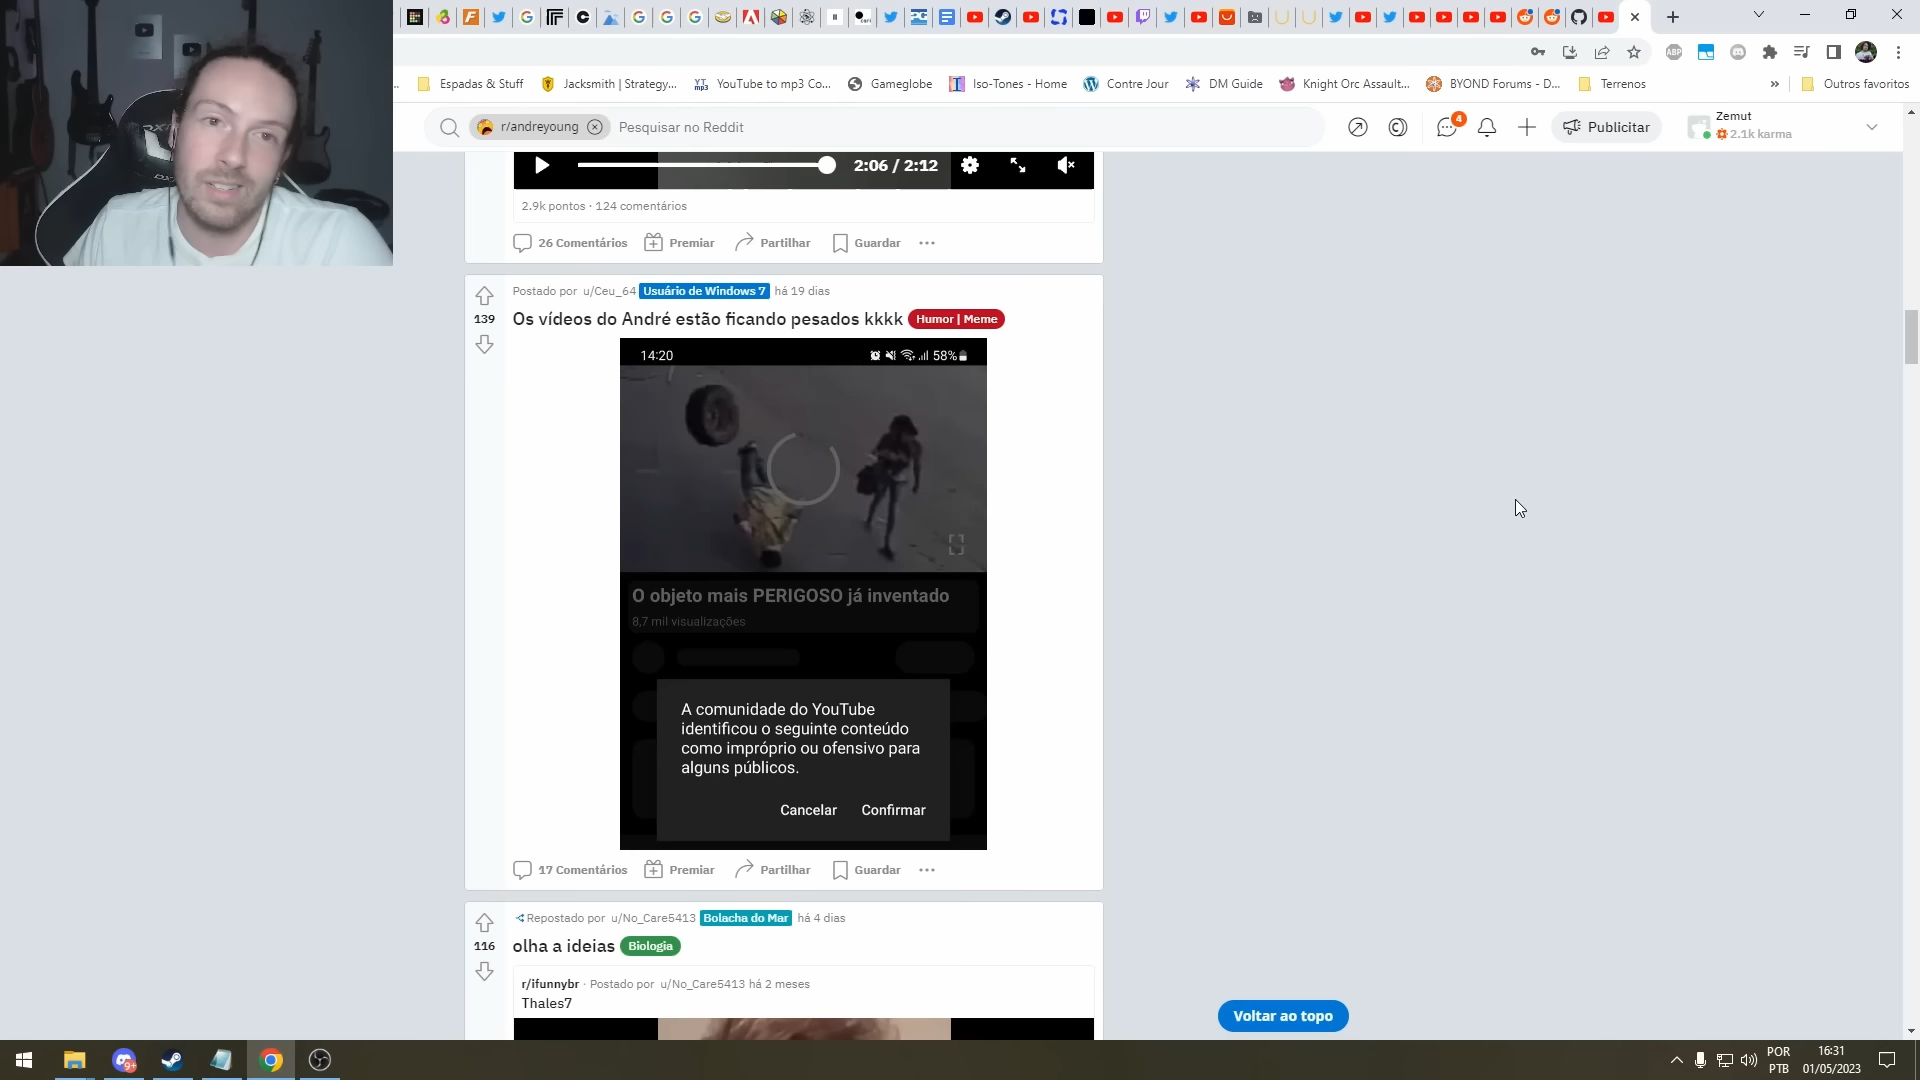 Espadas & Stuff
Jacksmith | Strategy...
YouTube to mp3 Co...
Gameglobe
Iso-Tones - Home
Contre Jour
DM Guide
Knight Orc Assault...
BYOND Forums - D...
Terrenos
»
Outros favoritos
r/andreyoung
Pesquisar no Reddit
4
Publicitar
Zemut
2.1k karma
2:06 / 2:12
2.9k pontos · 124 comentários
26 Comentários
Premiar
Partilhar
Guardar
Postado por u/Ceu_64 Usuário de Windows 7 há 19 dias
139
Os vídeos do André estão ficando pesados kkkk Humor | Meme
14:20
58%
O objeto mais PERIGOSO já inventado
8,7 mil visualizações
A comunidade do YouTube
identificou o seguinte conteúdo
como impróprio ou ofensivo para
alguns públicos.
Cancelar
Confirmar
17 Comentários
Premiar
Partilhar
Guardar
Repostado por u/No_Care5413 Bolacha do Mar há 4 dias
116
olha a ideias Biologia
r/ifunnybr · Postado por u/No_Care5413 há 2 meses
Thales7
Voltar ao topo
9+
POR
PTB
16:31
01/05/2023